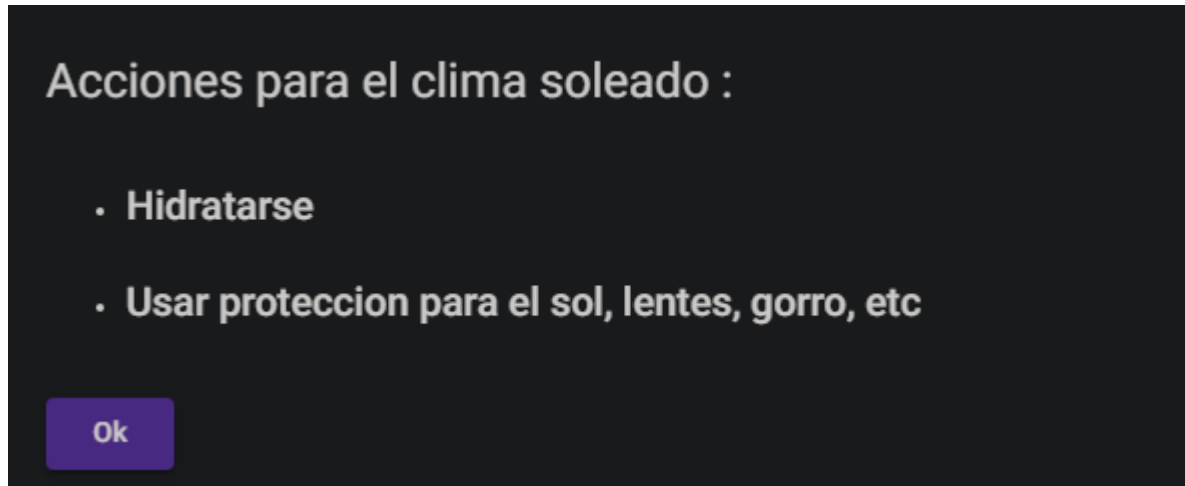 Acciones para el clima soleado :
• Hidratarse
• Usar proteccion para el sol, lentes, gorro, etc
Ok